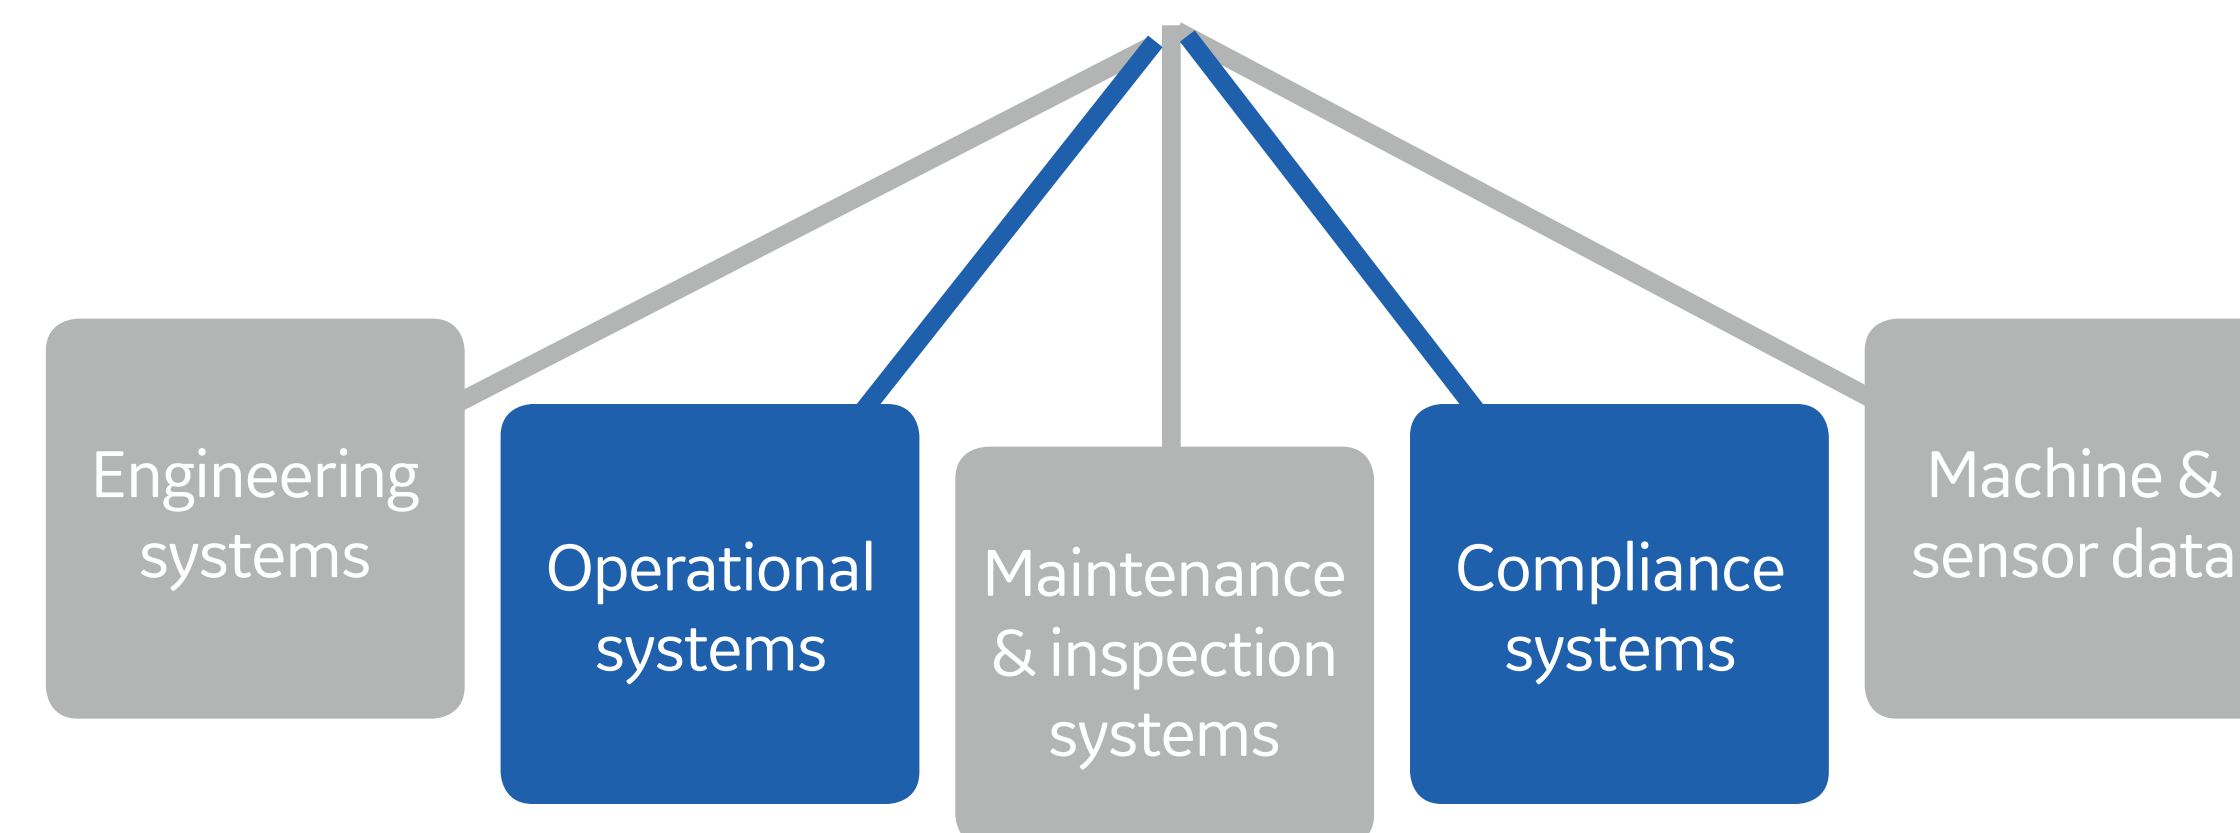 Engineering
systems
Operational
systems
Maintenance
& inspection
systems
Compliance
systems
Machine &
sensor data